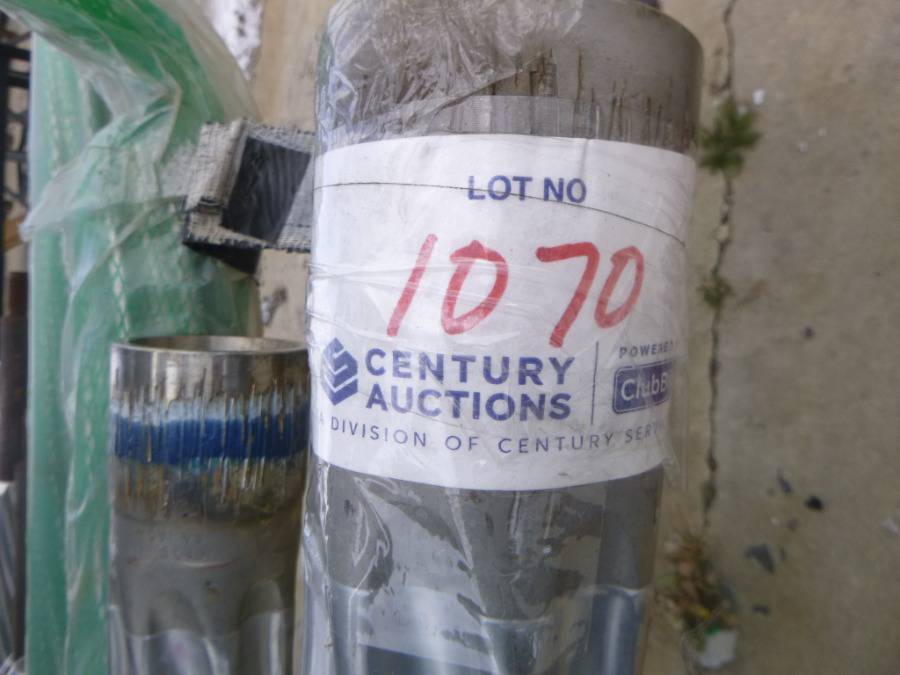 LOT NO
1070
CENTURY
AUCTIONS
POWERED
DIVISION OF CENTURY